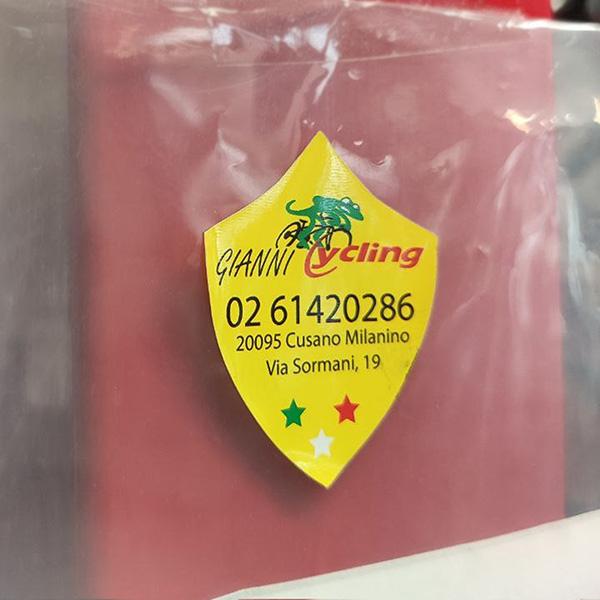 GIANNI Cycling
02 61420286
20095 Cusano Milanino
Via Sormani, 19